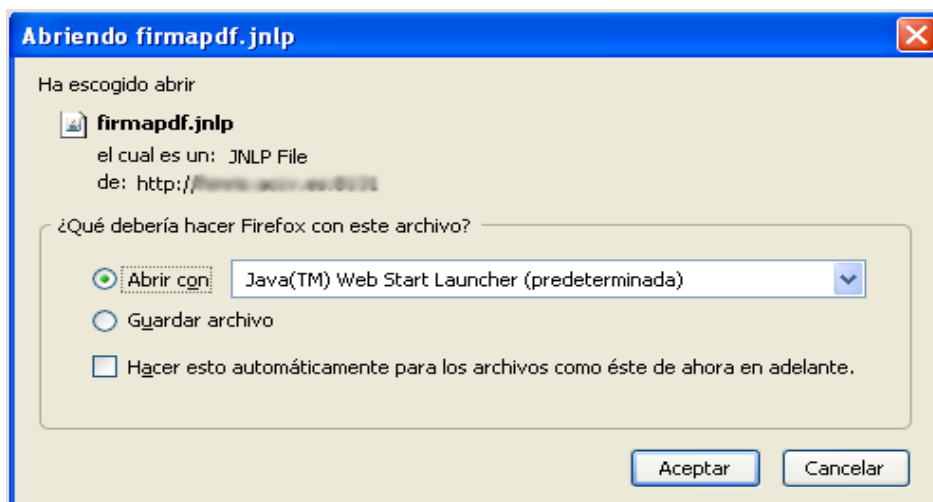 Abriendo firmapdf.jnlp
Ha escogido abrir
firmapdf.jnlp
el cual es un: JNLP File
de: http://
¿Qué debería hacer Firefox con este archivo?
Abrir con Java(TM) Web Start Launcher (predeterminada)
Guardar archivo
Hacer esto automáticamente para los archivos como éste de ahora en adelante.
Aceptar Cancelar